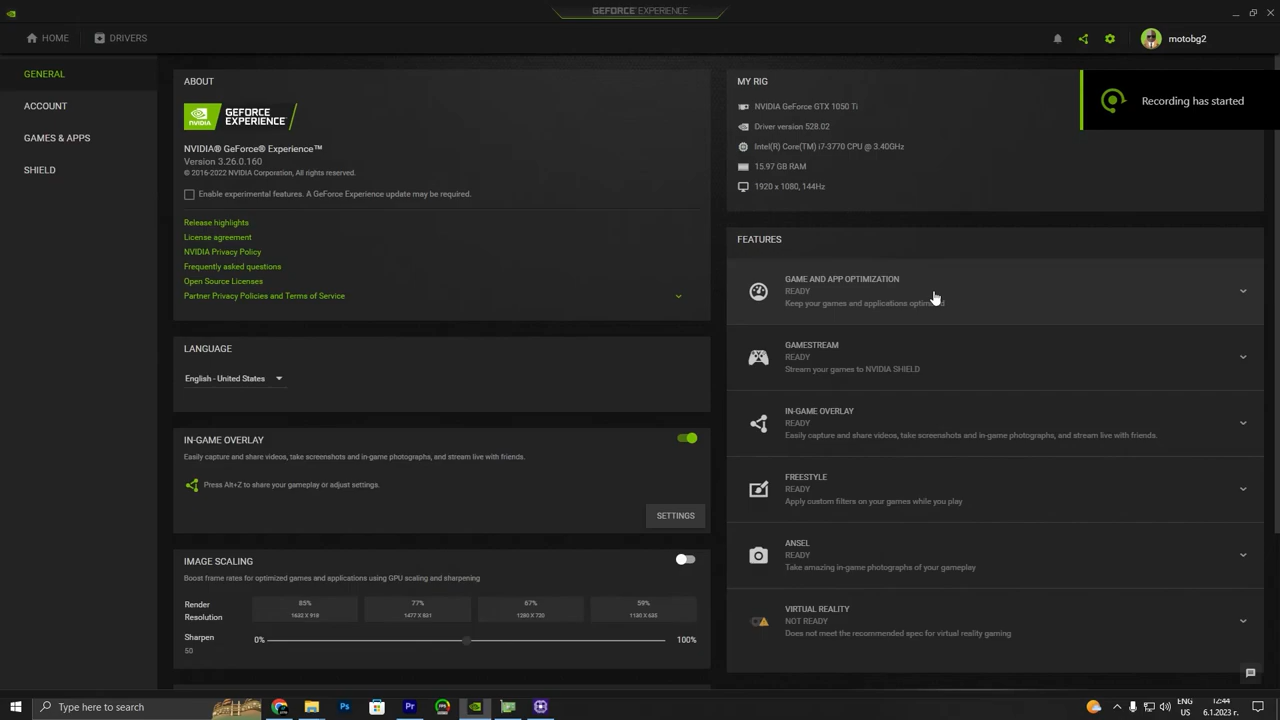 GEFORCE EXPERIENCE
HOME
DRIVERS
motobg2
GENERAL
ACCOUNT
GAMES & APPS
SHIELD
ABOUT
NVIDIA
GEFORCE
EXPERIENCE
NVIDIA® GeForce® Experience™
Version 3.26.0.160
© 2016-2022 NVIDIA Corporation, All rights reserved.
Enable experimental features. A GeForce Experience update may be required.
Release highlights
License agreement
NVIDIA Privacy Policy
Frequently asked questions
Open Source Licenses
Partner Privacy Policies and Terms of Service
LANGUAGE
English - United States
IN-GAME OVERLAY
Easily capture and share videos, take screenshots and in-game photographs, and stream live with friends.
Press Alt+Z to share your gameplay or adjust settings.
SETTINGS
IMAGE SCALING
Boost frame rates for optimized games and applications using GPU scaling and sharpening
Render
Resolution
85%
1632 X 918
77%
1477 X 831
67%
1280 X 720
59%
1130 X 635
Sharpen
50
0%
100%
MY RIG
NVIDIA GeForce GTX 1050 Ti
Driver version 528.02
Intel(R) Core(TM) i7-3770 CPU @ 3.40GHz
15.97 GB RAM
1920 x 1080, 144Hz
Recording has started
FEATURES
GAME AND APP OPTIMIZATION
READY
Keep your games and applications optimized
GAMESTREAM
READY
Stream your games to NVIDIA SHIELD
IN-GAME OVERLAY
READY
Easily capture and share videos, take screenshots and in-game photographs, and stream live with friends.
FREESTYLE
READY
Apply custom filters on your games while you play
ANSEL
READY
Take amazing in-game photographs of your gameplay
VIRTUAL REALITY
NOT READY
Does not meet the recommended spec for virtual reality gaming
Type here to search
Ps
Pr
FPS
ЕНГ
US
12:44
6.1.2023 г.